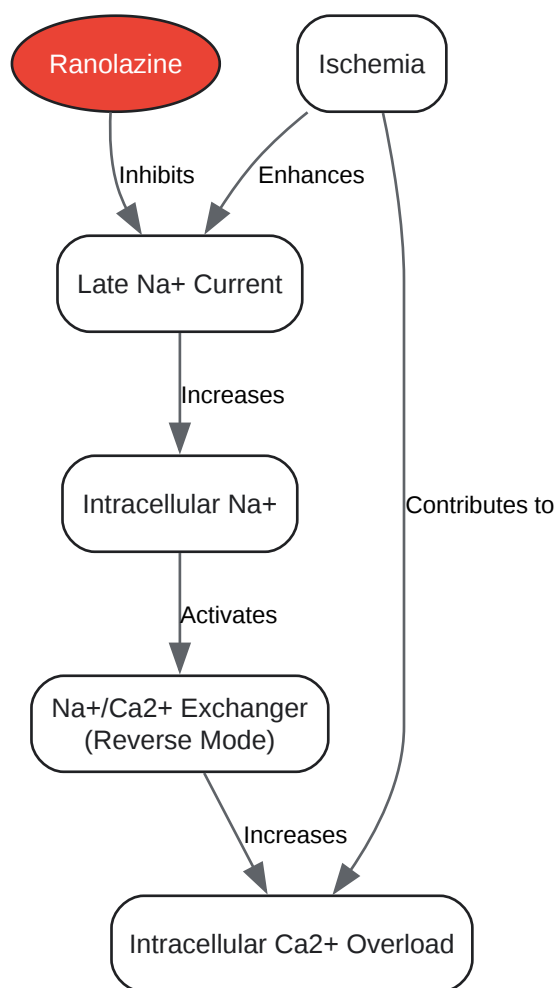 Ranolazine
Ischemia
Inhibits
Enhances
Late Na+ Current
Increases
Intracellular Na+
Contributes to
Activates
Na+/Ca2+ Exchanger
(Reverse Mode)
Increases
Intracellular Ca2+ Overload